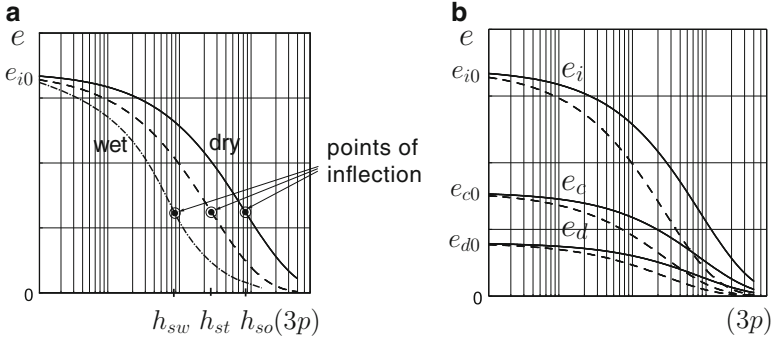 a
e
e_{i0}
wet
dry
points of
inflection
0
h_{sw} h_{st} h_{so}(3p)
b
e
e_{i0}
e_i
e_{c0}
e_c
e_{d0}
e_d
0
(3p)